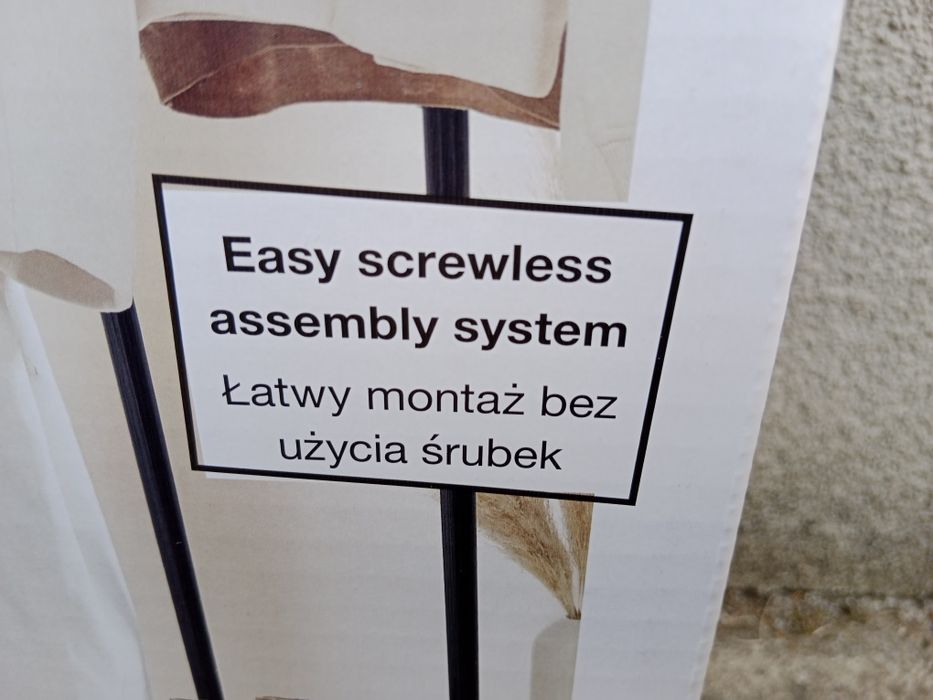 Easy screwless
assembly system
Łatwy montaż bez
użycia śrubek